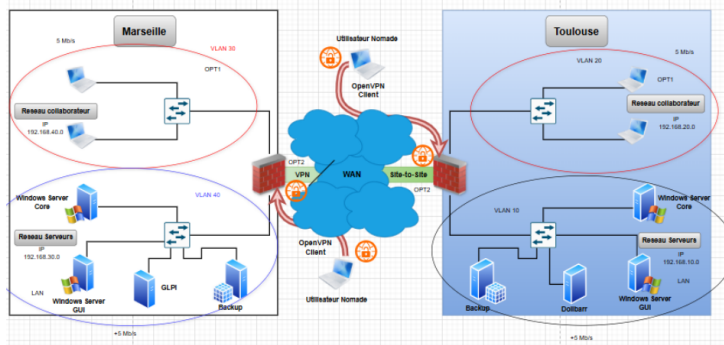 Marseille
5 Mb/s
VLAN 30
OPT1
Reseau collaborateur
IP
192.168.40.0
VLAN 40
Windows Server
Core
Reseau Serveurs
IP
192.168.30.0
LAN
Windows Server
GUI
GLPI
Backup
+5 Mb/s
Utilisateur Nomade
OpenVPN
Client
OPT2
VPN
WAN
Site-to-Site
OPT2
OpenVPN
Client
Utilisateur Nomade
Toulouse
VLAN 20
5 Mb/s
OPT1
Reseau collaborateur
IP
192.168.20.0
VLAN 10
Windows Server
Core
Reseau Serveurs
IP
192.168.10.0
LAN
Backup
Dolibarr
Windows Server
GUI
+5 Mb/s